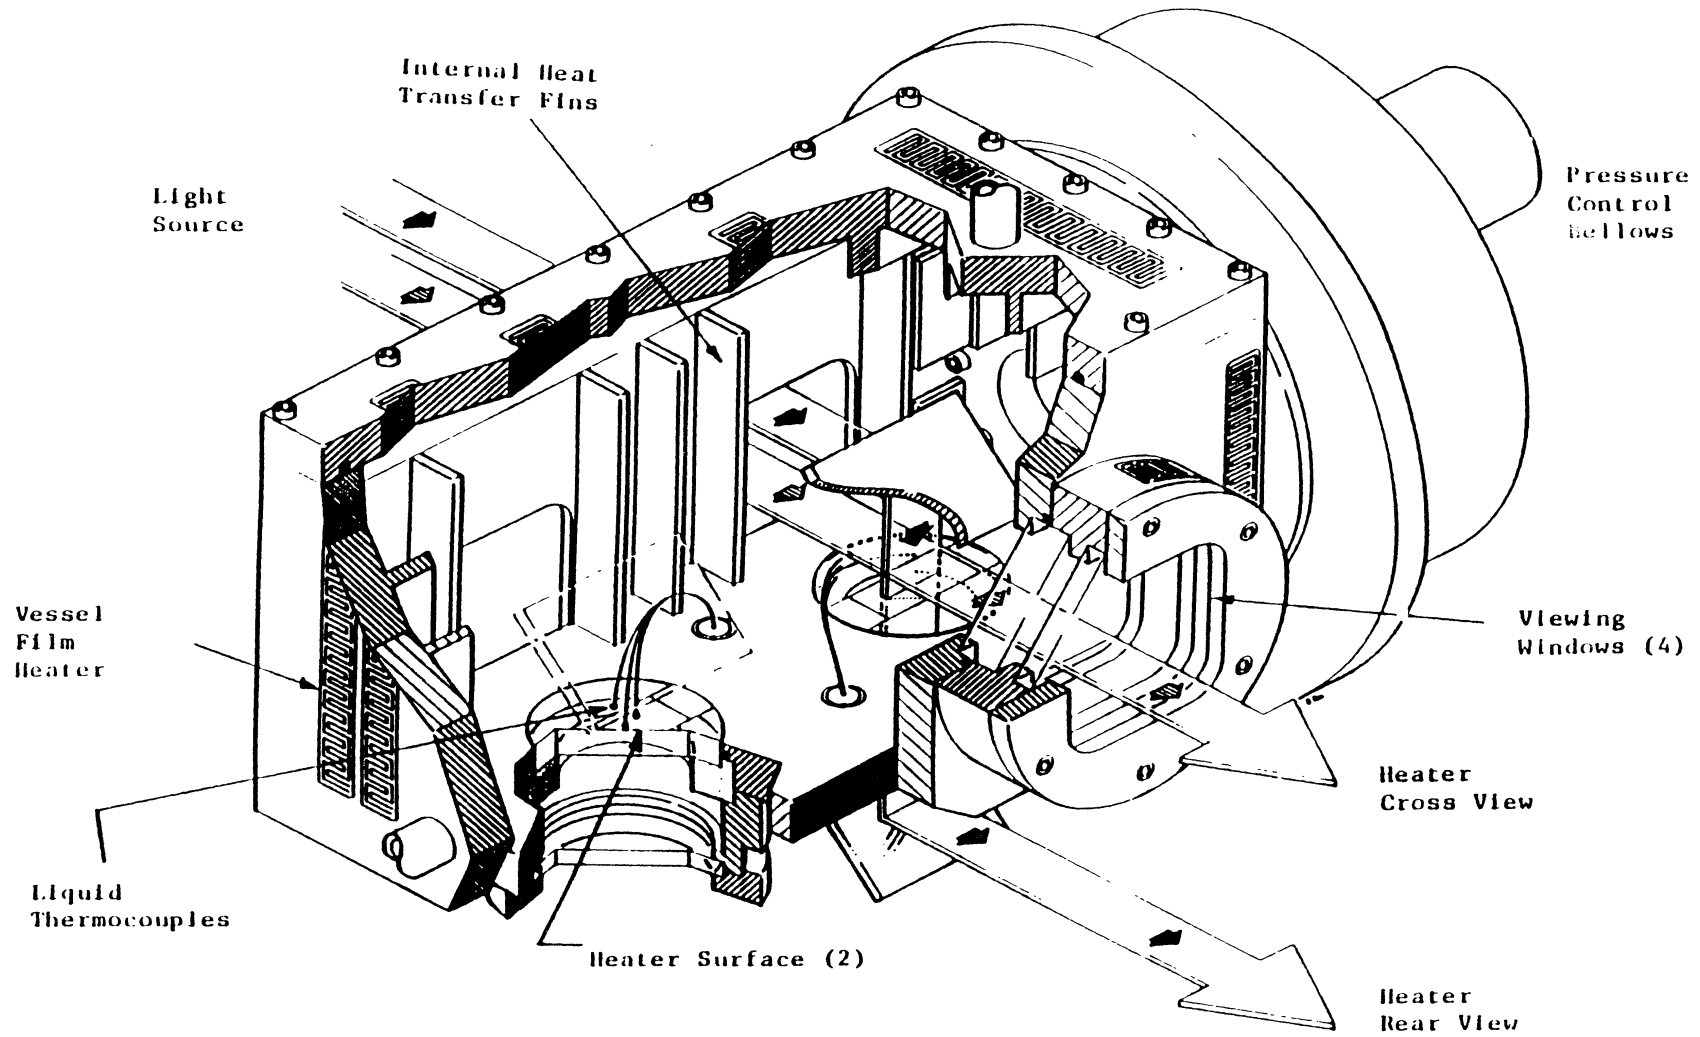 Internal Heat
Transfer Fins
Light
Source
Pressure
Control
Bellows
Vessel
Film
Heater
Viewing
Windows (4)
Heater
Cross View
Liquid
Thermocouples
Heater Surface (2)
Heater
Rear View